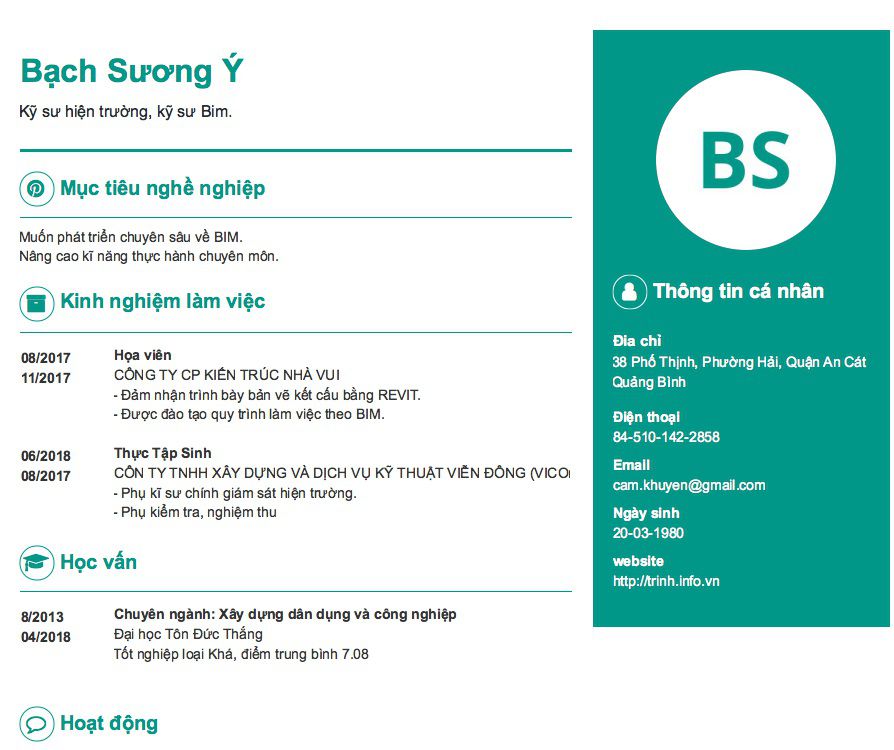 Bạch Sương Ý
Kỹ sư hiện trường, kỹ sư Bim.
Mục tiêu nghề nghiệp
Muốn phát triển chuyên sâu về BIM.
Nâng cao kĩ năng thực hành chuyên môn.
Kinh nghiệm làm việc
08/2017
11/2017
Họa viên
CÔNG TY CP KIẾN TRÚC NHÀ VUI
- Đảm nhận trình bày bản vẽ kết cấu bằng REVIT.
- Được đào tạo quy trình làm việc theo BIM.
06/2018
08/2017
Thực Tập Sinh
CÔN TY TNHH XÂY DỰNG VÀ DỊCH VỤ KỸ THUẬT VIỄN ĐÔNG
- Phụ kĩ sư chính giám sát hiện trường.
- Phụ kiểm tra, nghiệm thu
Học vấn
8/2013
04/2018
Chuyên ngành: Xây dựng dân dụng và công nghiệp
Đại học Tôn Đức Thắng
Tốt nghiệp loại Khá, điểm trung bình 7.08
Hoạt động
BS
Thông tin cá nhân
Địa chỉ
38 Phố Thịnh, Phường Hải, Quận An Cát
Quảng Bình
Điện thoại
84-510-142-2858
Email
cam.khuyen@gmail.com
Ngày sinh
20-03-1980
website
http://trinh.info.vn